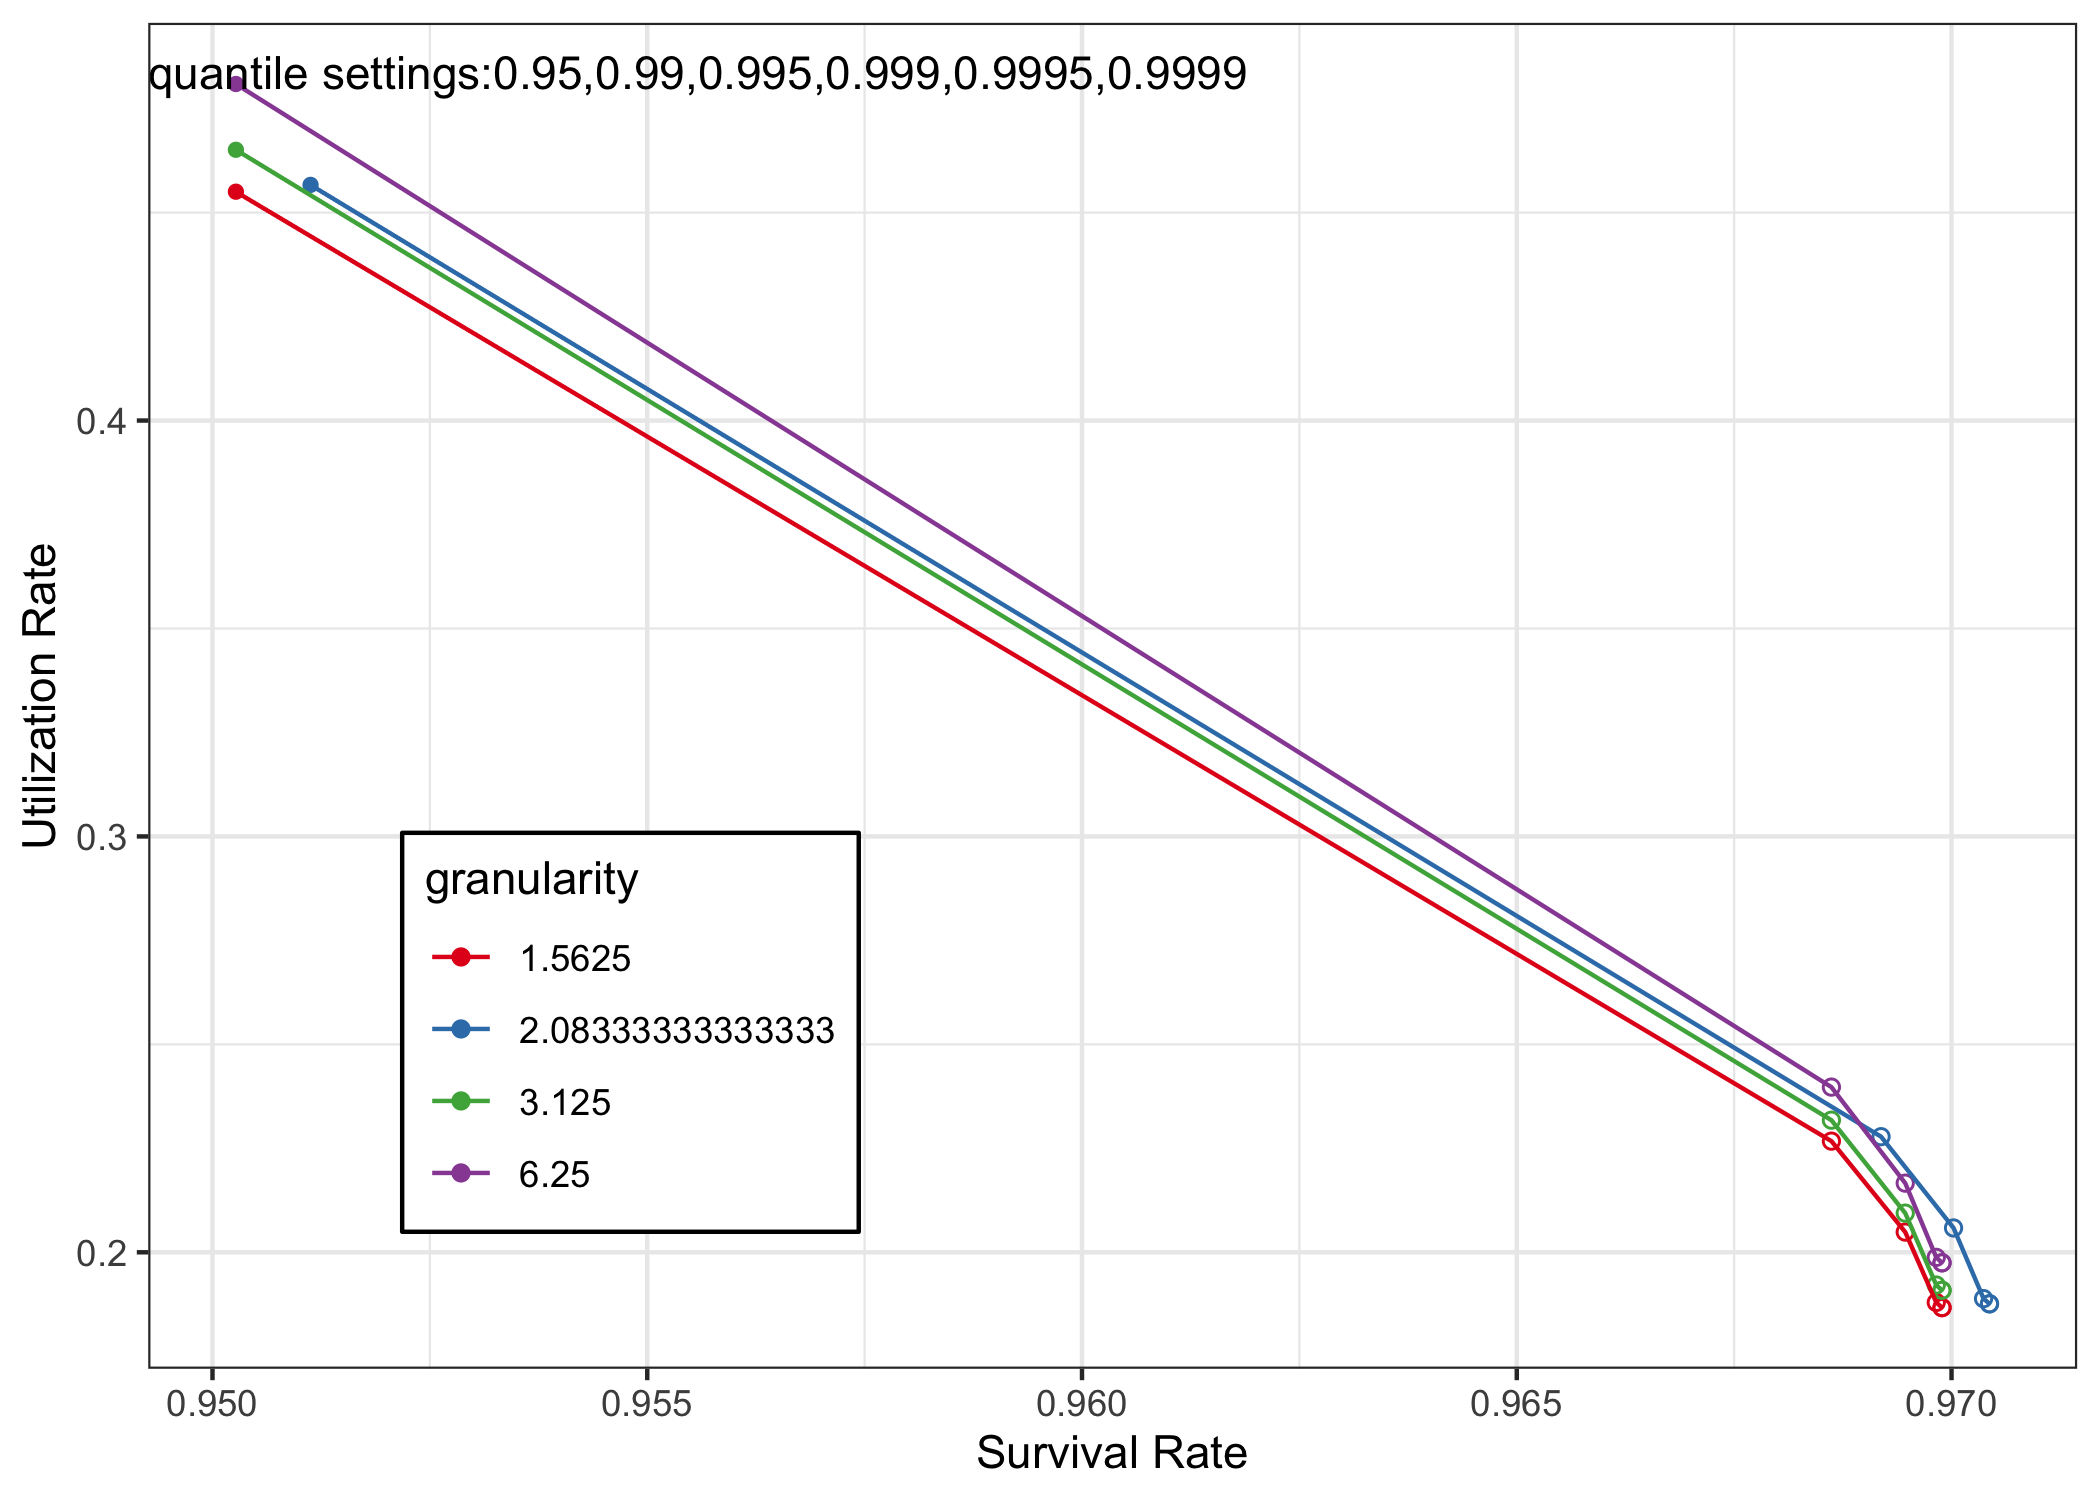 quantile settings:0.95,0.99,0.995,0.999,0.9995,0.9999
Utilization Rate
0.4
0.3
0.2
granularity
1.5625
2.08333333333333
3.125
6.25
0.950 0.955 0.960 0.965 0.970
Survival Rate